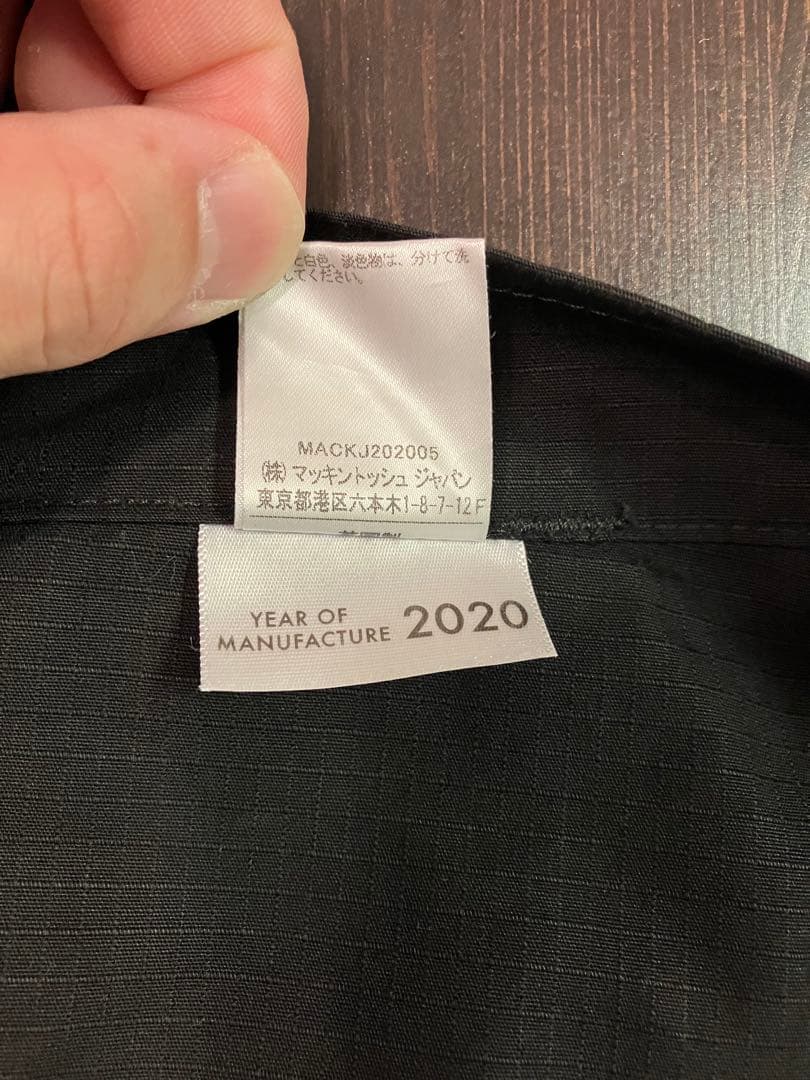 と白色、淡色物は、分けて洗
してください。
MACKJ202005
(株) マッキントッシュ ジャパン
東京都港区六本木1-8-7-12F
YEAR OF
MANUFACTURE 2020